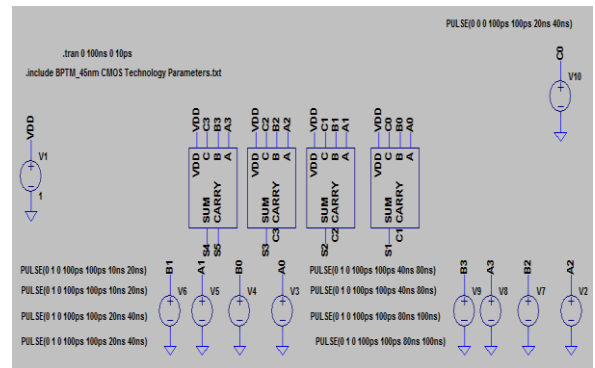 PULSE(0 0 0 100ps 100ps 20ns 40ns)
.tran 0 100ns 0 10ps
.include BPTM_45nm CMOS Technology Parameters.txt
C0
V10
VDD
V1
1
VDD C3 B3 A3
VDD C2 B2 A2
VDD C1 B1 A1
VDD C0 B0 A0
VDD C B A
SUM CARRY
VDD C B A
SUM CARRY
VDD C B A
SUM CARRY
VDD C B A
SUM CARRY
S4 S5
S3 C3
S2 C2
S1 C1
PULSE(0 1 0 100ps 100ps 10ns 20ns)
PULSE(0 1 0 100ps 100ps 10ns 20ns)
PULSE(0 1 0 100ps 100ps 20ns 40ns)
PULSE(0 1 0 100ps 100ps 20ns 40ns)
B1 A1 B0 A0
V6 V5 V4 V3
PULSE(0 1 0 100ps 100ps 40ns 80ns)
PULSE(0 1 0 100ps 100ps 40ns 80ns)
PULSE(0 1 0 100ps 100ps 80ns 100ns)
PULSE(0 1 0 100ps 100ps 80ns 100ns)
B3 A3 B2 A2
V9 V8 V7 V2